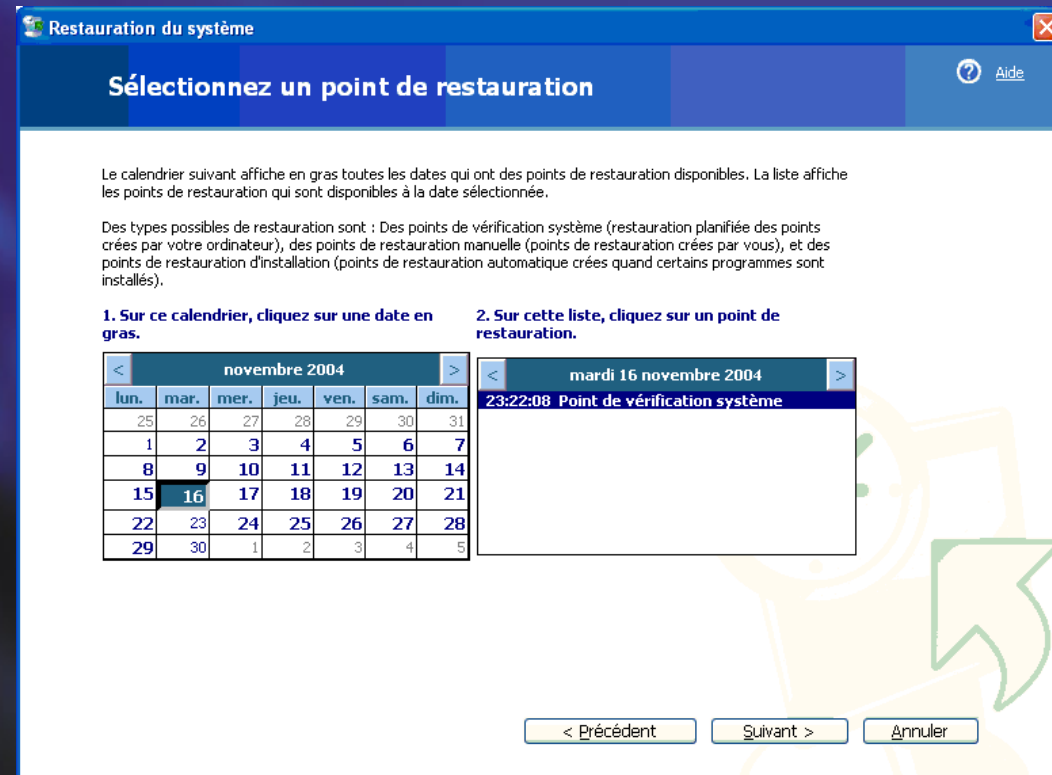 Restauration du système
Sélectionnez un point de restauration
? Aide
Le calendrier suivant affiche en gras toutes les dates qui ont des points de restauration disponibles. La liste affiche
les points de restauration qui sont disponibles à la date sélectionnée.
Des types possibles de restauration sont : Des points de vérification système (restauration planifiée des points
crées par votre ordinateur), des points de restauration manuelle (points de restauration crées par vous), et des
points de restauration d'installation (points de restauration automatique crées quand certains programmes sont
installés).
1. Sur ce calendrier, cliquez sur une date en
gras.
< novembre 2004 >
lun. mar. mer. jeu. ven. sam. dim.
25 26 27 28 29 30 31
1 2 3 4 5 6 7
8 9 10 11 12 13 14
15 16 17 18 19 20 21
22 23 24 25 26 27 28
29 30 1 2 3 4 5
2. Sur cette liste, cliquez sur un point de
restauration.
< mardi 16 novembre 2004 >
23:22:08 Point de vérification système
< Précédent Suivant > Annuler